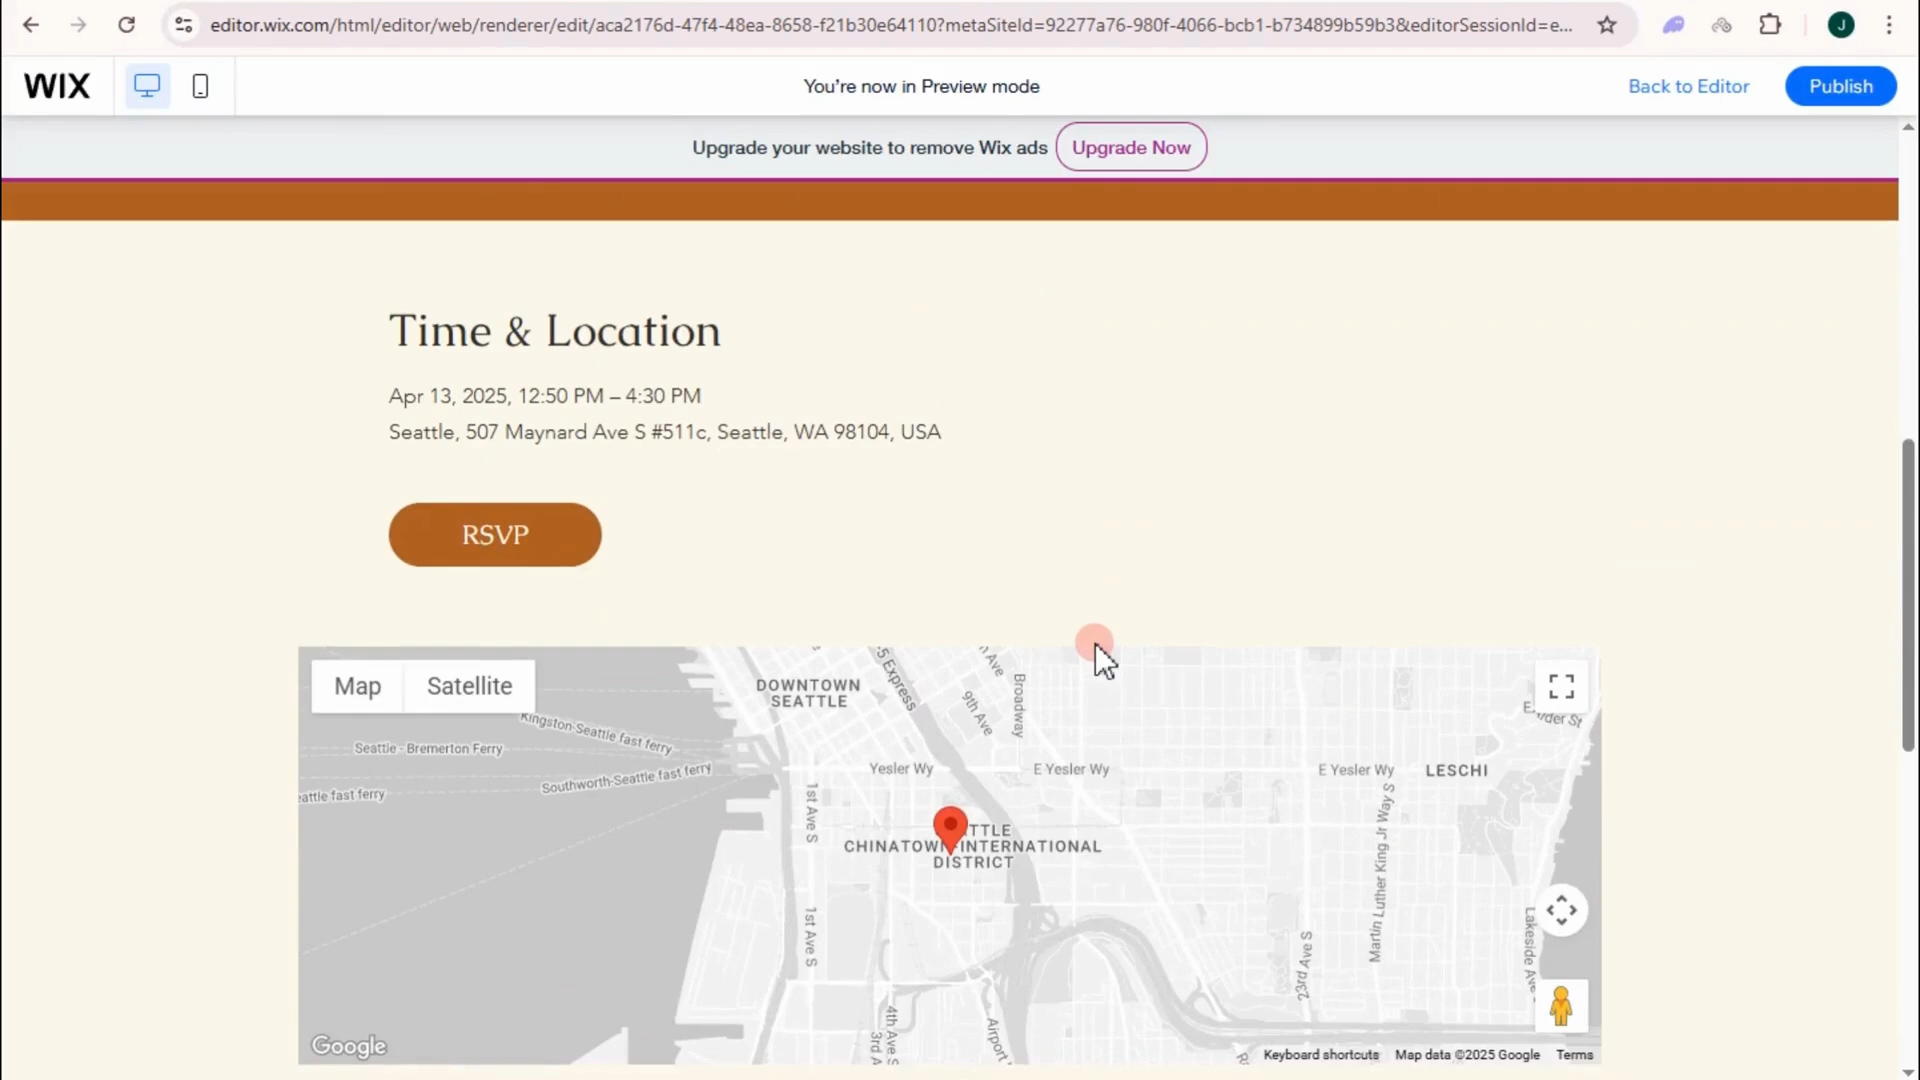 editor.wix.com/html/editor/web/renderer/edit/aca2176d-47f4-48ea-8658-f21b30e64110?metaSiteId=92277a76-980f-4066-bcb1-b734899b59b3&editorSessionId=e...
J
WIX
You're now in Preview mode
Back to Editor
Publish
Upgrade your website to remove Wix ads
Upgrade Now
Time & Location
Apr 13, 2025, 12:50 PM – 4:30 PM
Seattle, 507 Maynard Ave S #511c, Seattle, WA 98104, USA
RSVP
Map
Satellite
DOWNTOWN
SEATTLE
Express
9th Ave
Broadway
Kingston-Seattle fast ferry
Seattle - Bremerton Ferry
Southworth-Seattle fast ferry
attle fast ferry
Yesler Wy
E Yesler Wy
E Yesler Wy
LESCHI
1st Ave S
Martin Luther King Jr Way S
TTLE
CHINATOWN-INTERNATIONAL
DISTRICT
1st Ave S
4th Ave S
23rd Ave S
Google
Keyboard shortcuts
Map data ©2025 Google
Terms